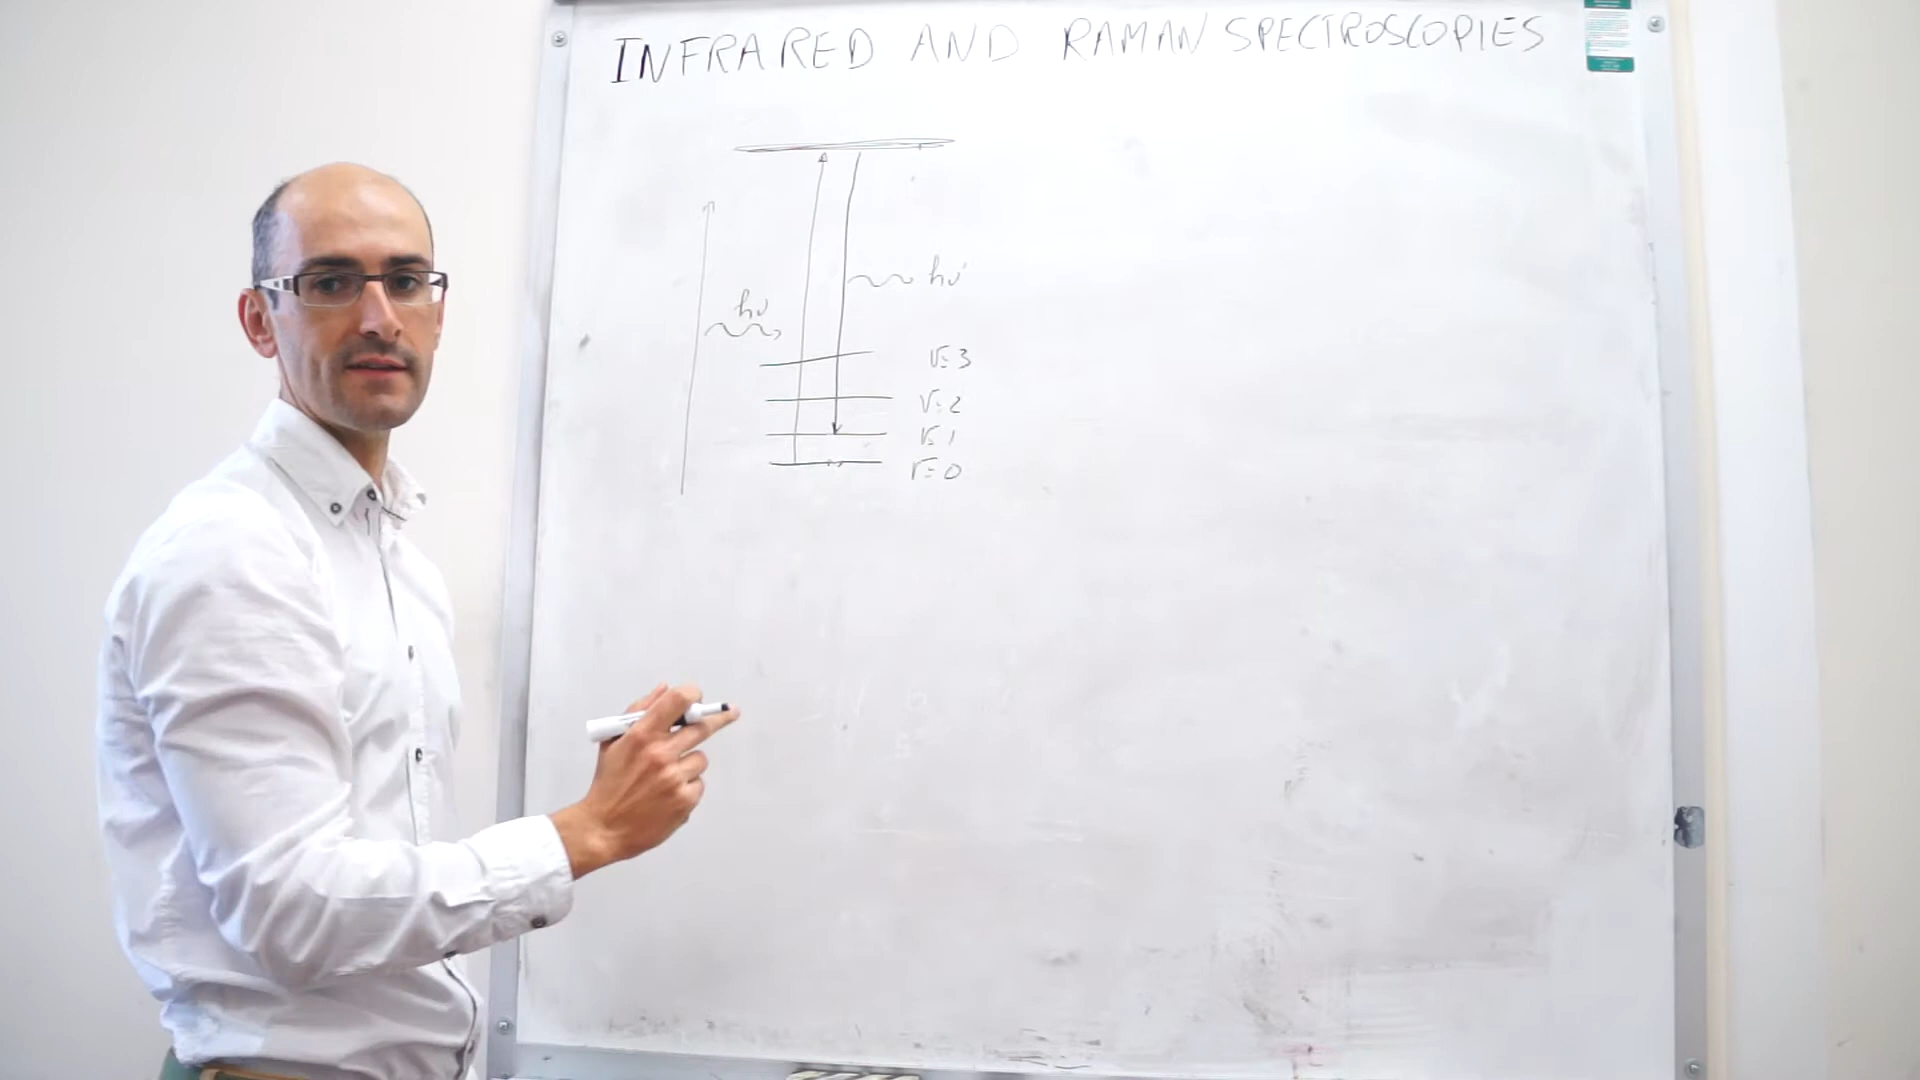 INFRARED AND RAMAN SPECTROSCOPIES
hν'
hν
v=3
v=2
v=1
v=0